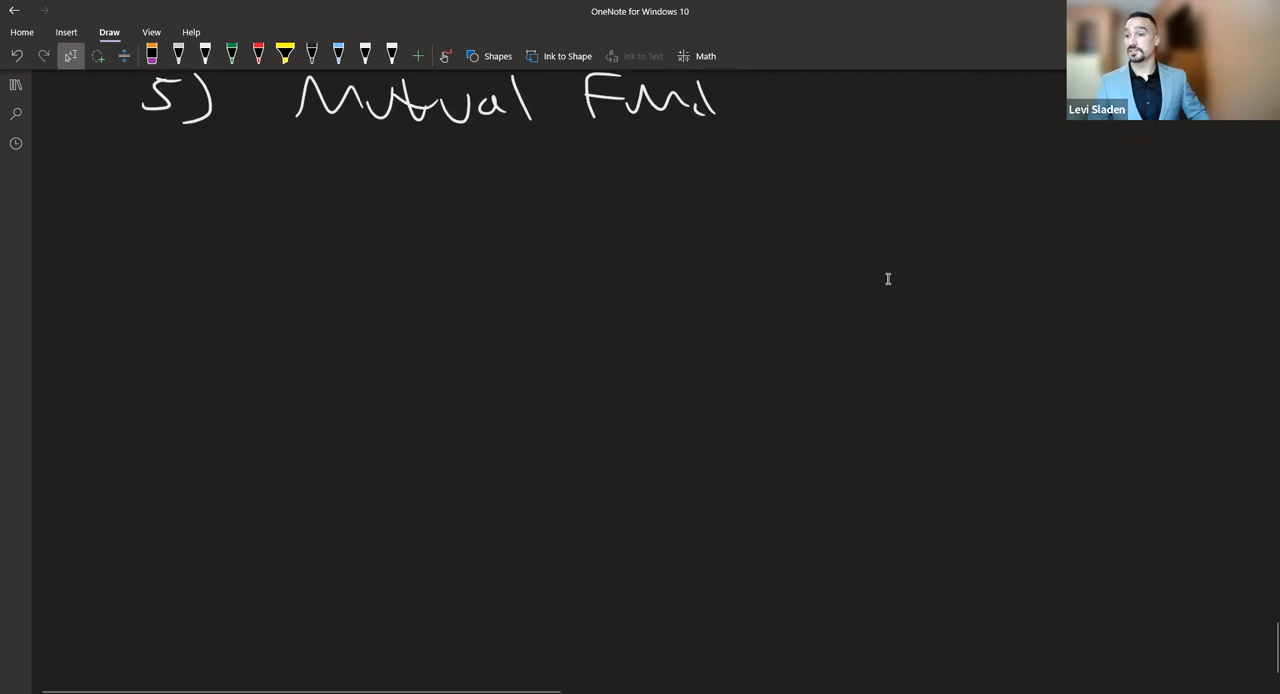 OneNote for Windows 10
Home Insert Draw View Help
Shapes Ink to Shape Ink to Text Math
Levi Sladen
5) Mutual Fund